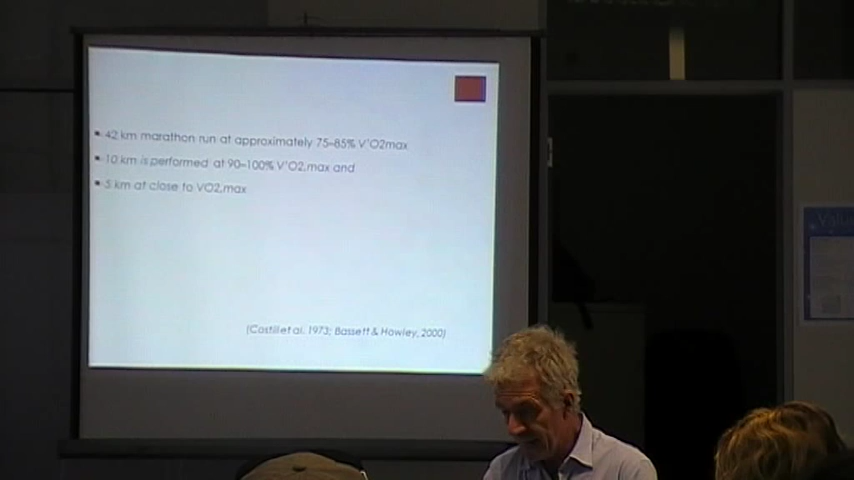 42 km marathon run at approximately 75–85% V'O2max
10 km is performed at 90–100% V'O2,max and
5 km at close to VO2,max
(Costill et al. 1973; Bassett & Howley, 2000)
Value